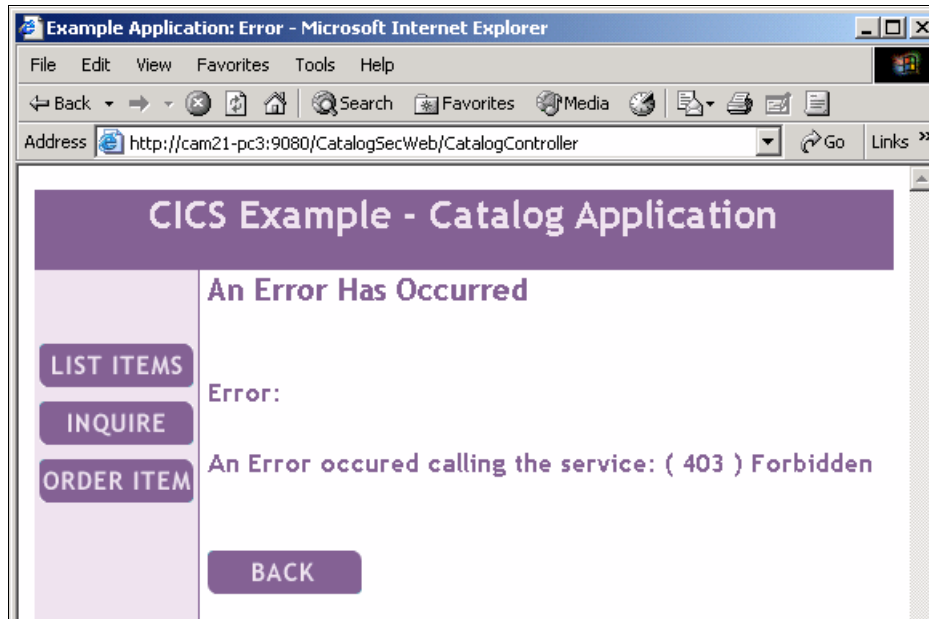 Example Application: Error - Microsoft Internet Explorer
File Edit View Favorites Tools Help
Back Search Favorites Media
Address http://cam21-pc3:9080/CatalogSecWeb/CatalogController Go Links »
CICS Example - Catalog Application
An Error Has Occurred
LIST ITEMS
Error:
INQUIRE
An Error occured calling the service: ( 403 ) Forbidden
ORDER ITEM
BACK